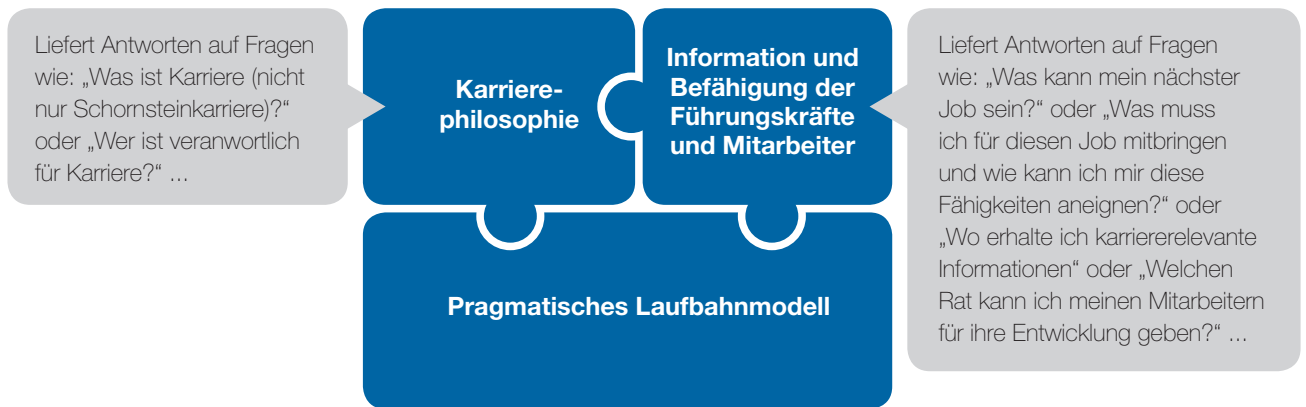 Liefert Antworten auf Fragen
wie: „Was ist Karriere (nicht
nur Schornsteinkarriere)?“
oder „Wer ist veranwortlich
für Karriere?“ ...
Karriere-
philosophie
Information und
Befähigung der
Führungskräfte
und Mitarbeiter
Liefert Antworten auf Fragen
wie: „Was kann mein nächster
Job sein?“ oder „Was muss
ich für diesen Job mitbringen
und wie kann ich mir diese
Fähigkeiten aneignen?“ oder
„Wo erhalte ich karriererelevante
Informationen“ oder „Welchen
Rat kann ich meinen Mitarbeitern
für ihre Entwicklung geben?“ ...
Pragmatisches Laufbahnmodell